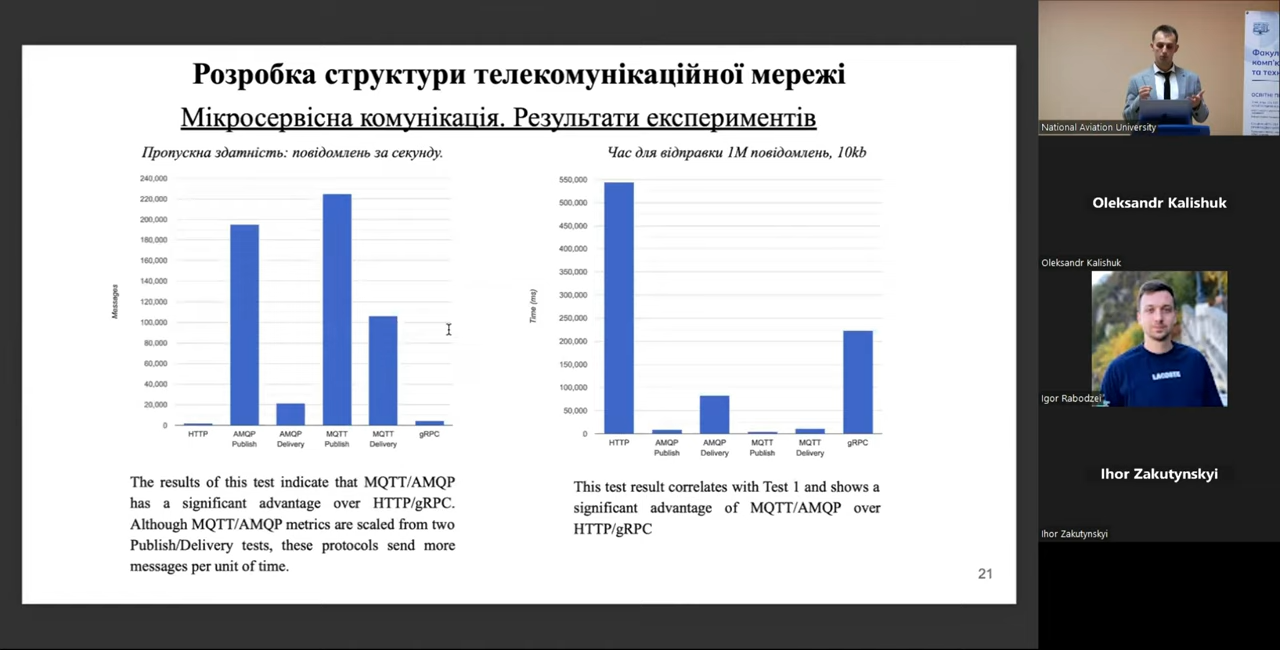 Розробка структури телекомунікаційної мережі
Мікросервісна комунікація. Результати експериментів
Пропускна здатність: повідомлень за секунду.
240,000
220,000
200,000
180,000
160,000
140,000
120,000
100,000
80,000
60,000
40,000
20,000
0
Messages
HTTP
AMQP Publish
AMQP Delivery
MQTT Publish
MQTT Delivery
gRPC
The results of this test indicate that MQTT/AMQP
has a significant advantage over HTTP/gRPC.
Although MQTT/AMQP metrics are scaled from two
Publish/Delivery tests, these protocols send more
messages per unit of time.
Час для відправки 1М повідомлень, 10kb
550,000
500,000
450,000
400,000
350,000
300,000
250,000
200,000
150,000
100,000
50,000
0
Time (ms)
HTTP
AMQP Publish
AMQP Delivery
MQTT Publish
MQTT Delivery
gRPC
This test result correlates with Test 1 and shows a
significant advantage of MQTT/AMQP over
HTTP/gRPC
21
National Aviation University
Oleksandr Kalishuk
Oleksandr Kalishuk
LACOSTE
Igor Rabodzei
Ihor Zakutynskyi
Ihor Zakutynskyi